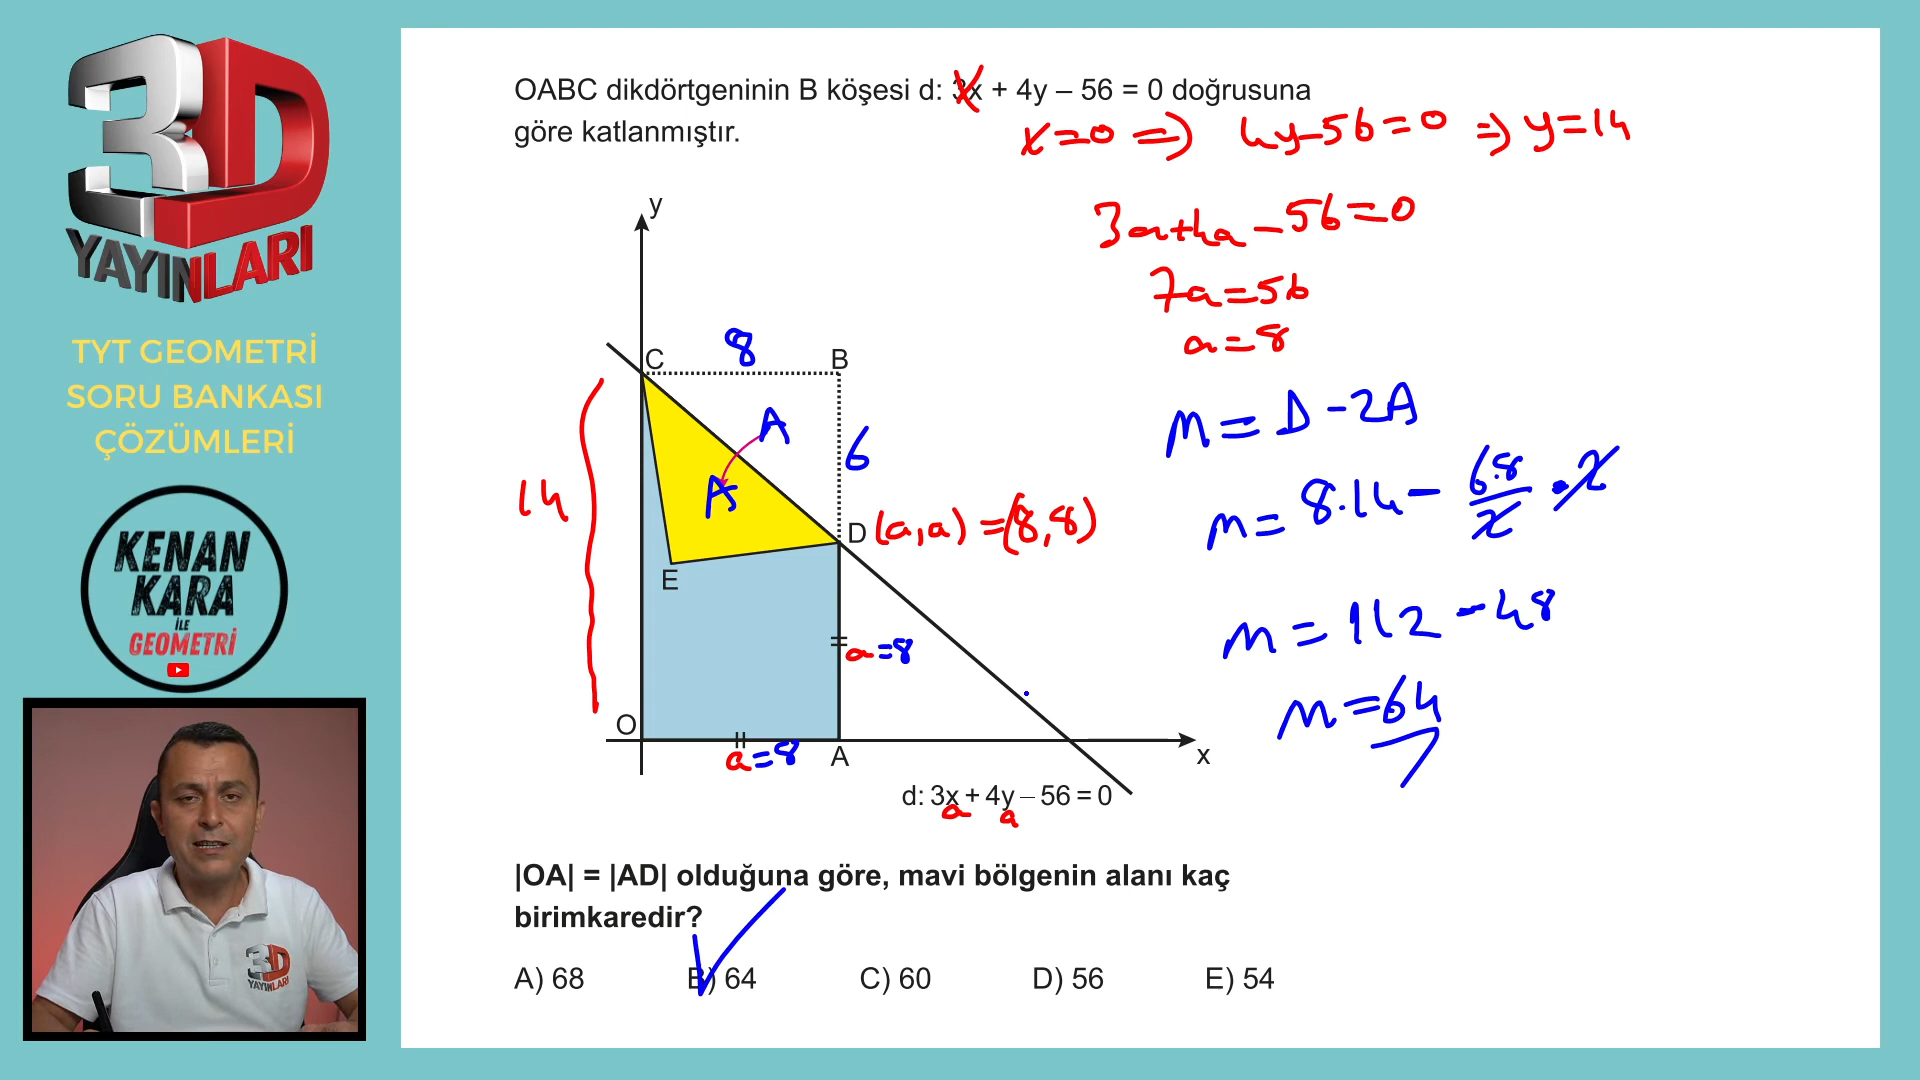 3D
YAYINLARI
TYT GEOMETRİ
SORU BANKASI
ÇÖZÜMLERİ
KENAN
KARA
İLE
GEOMETRİ
3D
YAYINLARI
OABC dikdörtgeninin B köşesi d: 3x + 4y – 56 = 0 doğrusuna
göre katlanmıştır.
x=0 => 4y-56=0 => y=14
3a+4a-56=0
7a=56
a=8
y
C 8 B
A
6
A
14
D (a,a) = (8,8)
E
a=8
O
a=8 A x
d: 3x + 4y – 56 = 0
a a
M = D - 2A
M = 8.14 - 6.8/2 . 2
M = 112 - 48
M = 64
|OA| = |AD| olduğuna göre, mavi bölgenin alanı kaç
birimkaredir?
A) 68 B) 64 C) 60 D) 56 E) 54